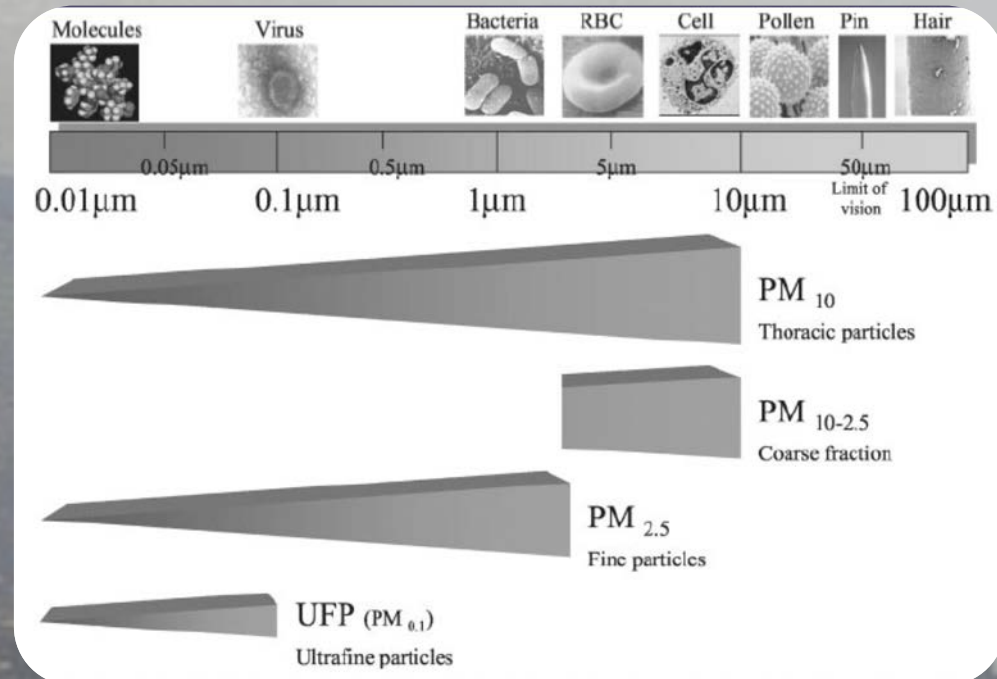 Molecules Virus Bacteria RBC Cell Pollen Pin Hair
0.05μm 0.5μm 5μm 50μm
0.01μm 0.1μm 1μm 10μm Limit of vision 100μm
PM 10
Thoracic particles
PM 10-2.5
Coarse fraction
PM 2.5
Fine particles
UFP (PM 0.1)
Ultrafine particles